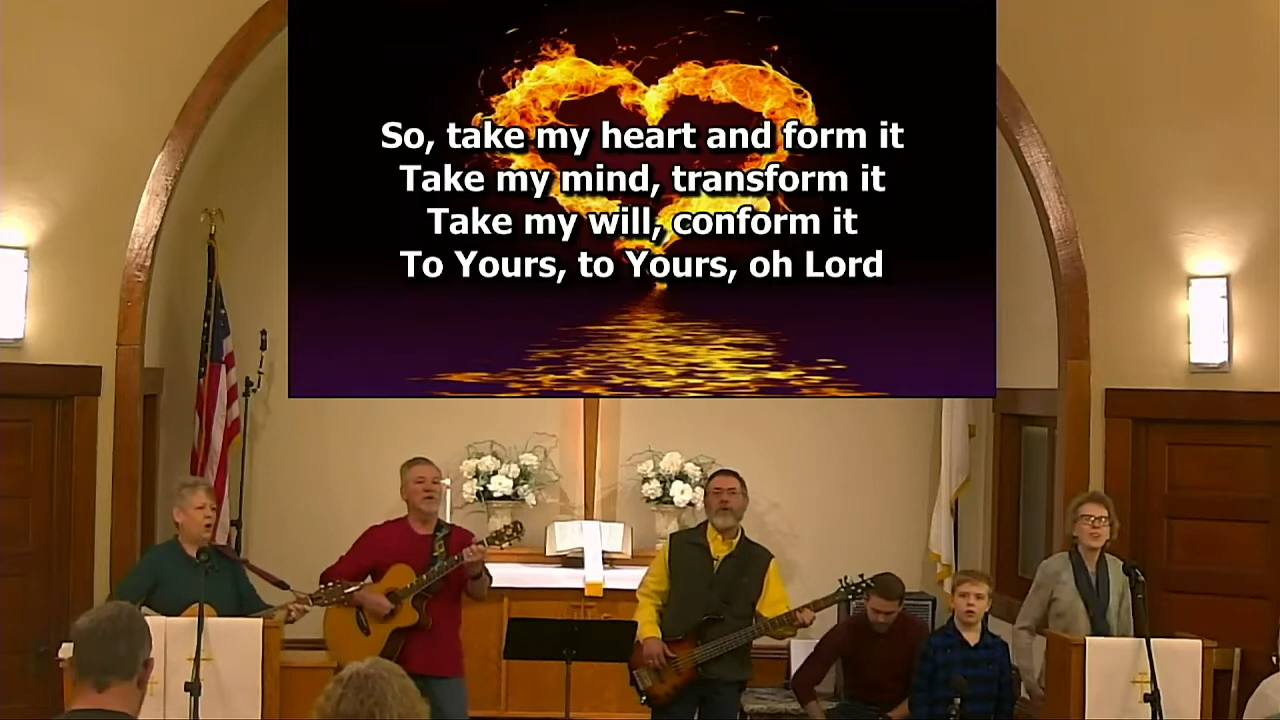 So, take my heart and form it
Take my mind, transform it
Take my will, conform it
To Yours, to Yours, oh Lord